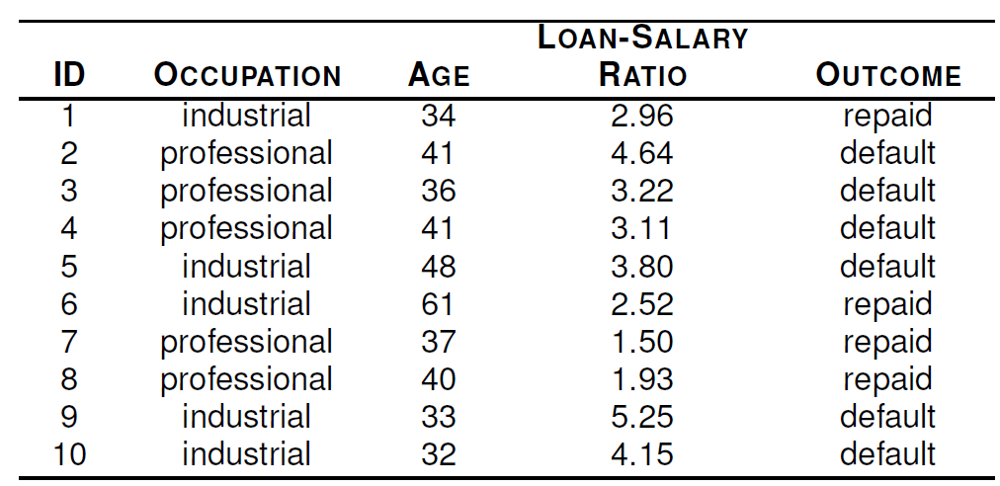 LOAN-SALARY
ID OCCUPATION AGE RATIO OUTCOME
1 industrial 34 2.96 repaid
2 professional 41 4.64 default
3 professional 36 3.22 default
4 professional 41 3.11 default
5 industrial 48 3.80 default
6 industrial 61 2.52 repaid
7 professional 37 1.50 repaid
8 professional 40 1.93 repaid
9 industrial 33 5.25 default
10 industrial 32 4.15 default